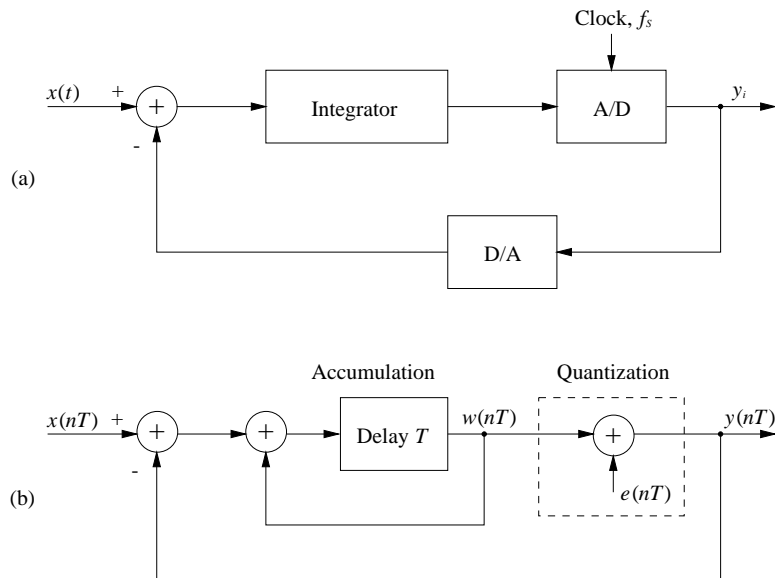 Clock, fs
x(t) +
+
Integrator
A/D
yi
-
(a)
D/A
Accumulation
Quantization
x(nT) +
+
+
Delay T
w(nT)
+
y(nT)
-
e(nT)
(b)